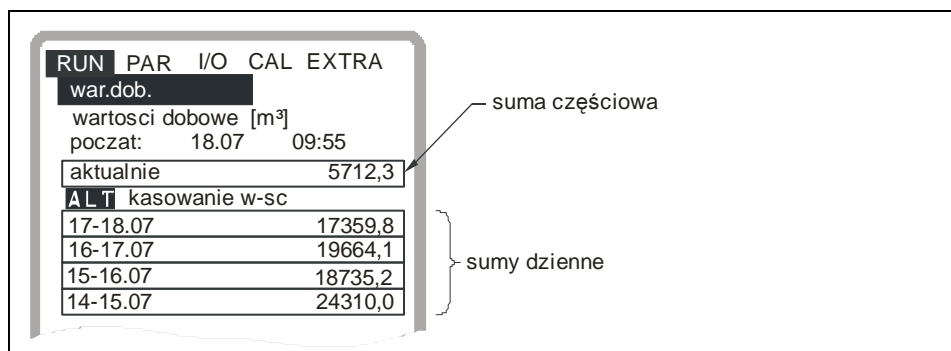 RUN PAR I/O CAL EXTRA
war.dob.
wartosci dobowe [m³]
poczat: 18.07 09:55
suma częściowa
aktualnie 5712,3
ALT kasowanie w-sc
17-18.07 17359,8
16-17.07 19664,1
15-16.07 18735,2
14-15.07 24310,0
sumy dzienne